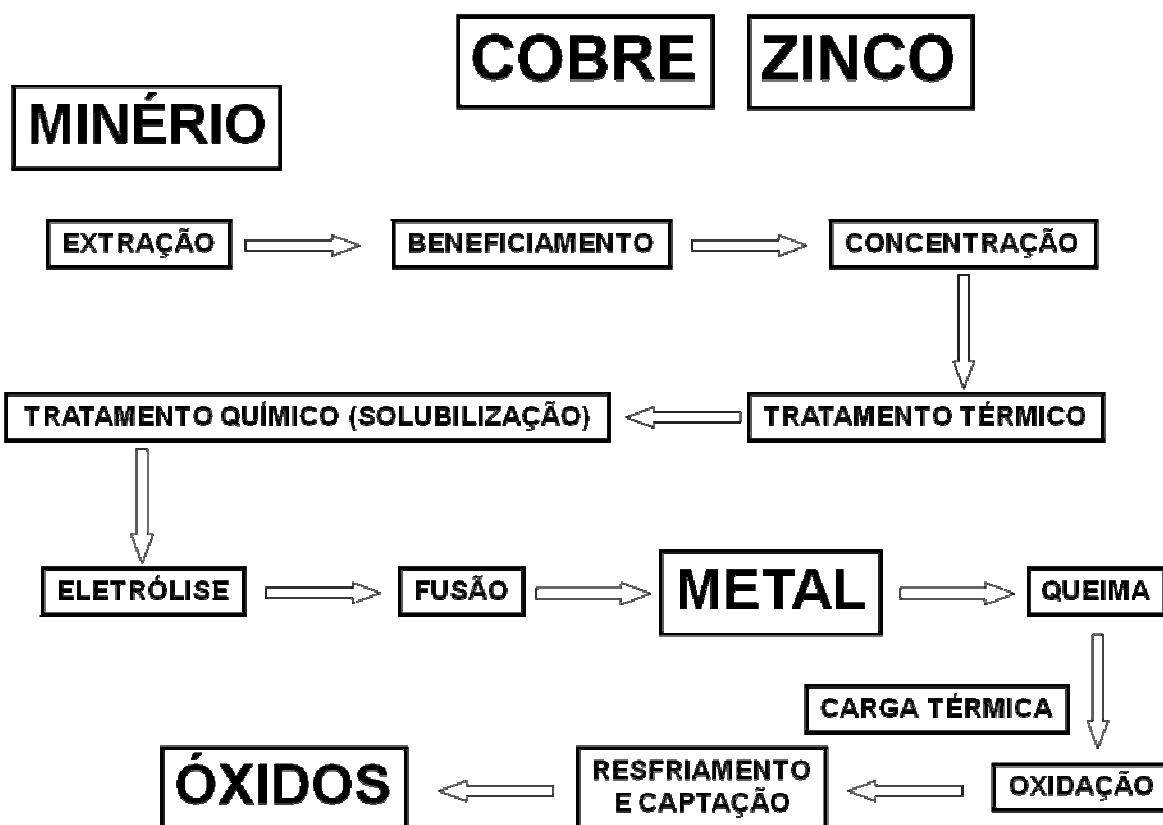 COBRE
ZINCO
MINÉRIO
EXTRAÇÃO
BENEFICIAMENTO
CONCENTRAÇÃO
TRATAMENTO QUÍMICO (SOLUBILIZAÇÃO)
TRATAMENTO TÉRMICO
ELETRÓLISE
FUSÃO
METAL
QUEIMA
CARGA TÉRMICA
ÓXIDOS
RESFRIAMENTO
E CAPTAÇÃO
OXIDAÇÃO